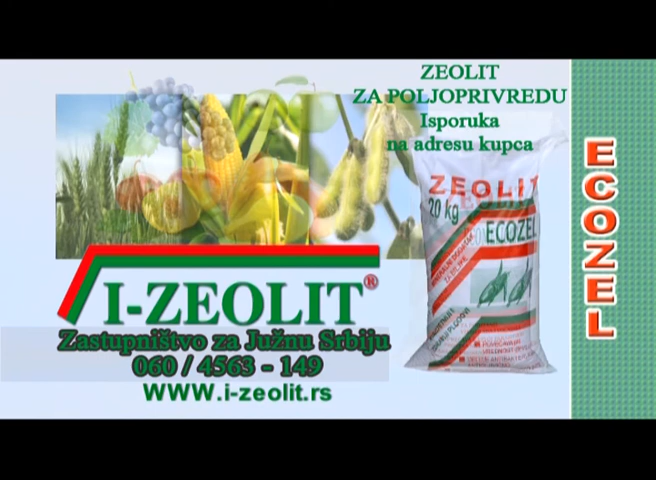 ZEOLIT
ZA POLJOPRIVREDU
Isporuka
na adresu kupca
ZEOLIT
20 kg
ECOZEL
I-ZEOLIT®
Zastupništvo za Južnu Srbiju
060 / 4563 - 149
WWW.i-zeolit.rs
ECOZEL